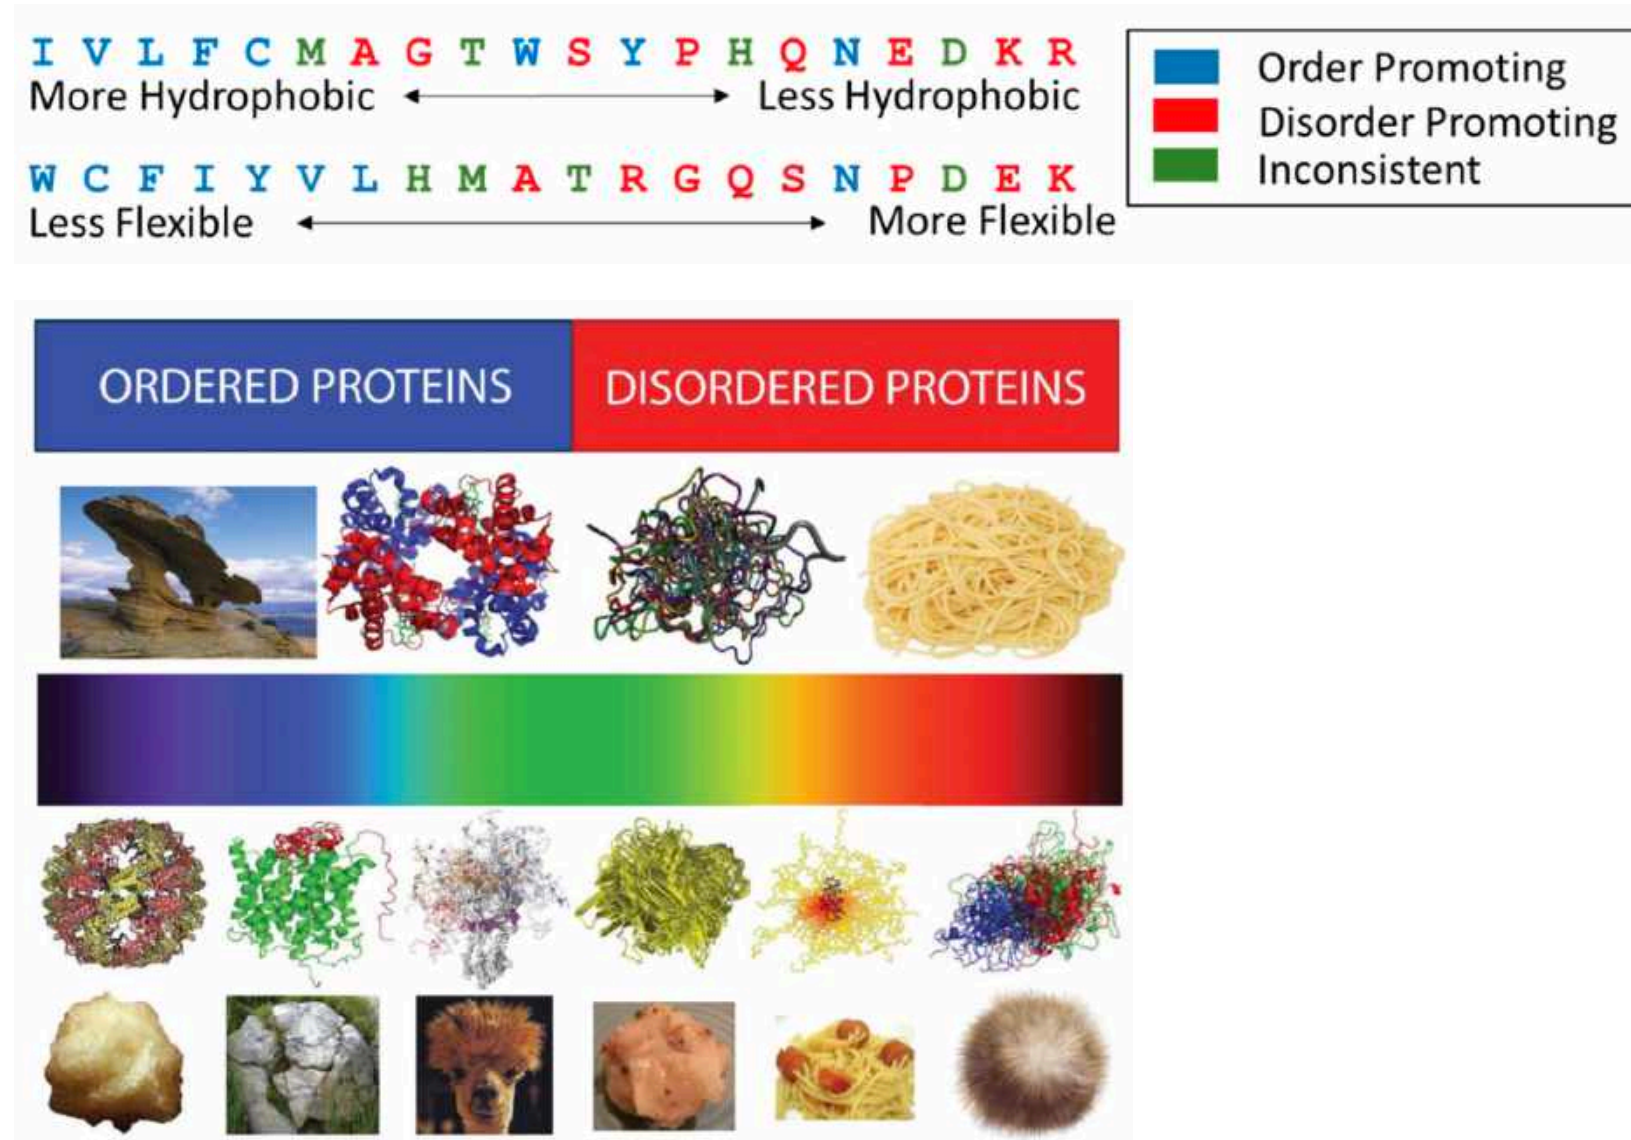 I V L F C M A G T W S Y P H Q N E D K R
More Hydrophobic Less Hydrophobic
W C F I Y V L H M A T R G Q S N P D E K
Less Flexible More Flexible
Order Promoting
Disorder Promoting
Inconsistent
ORDERED PROTEINS
DISORDERED PROTEINS